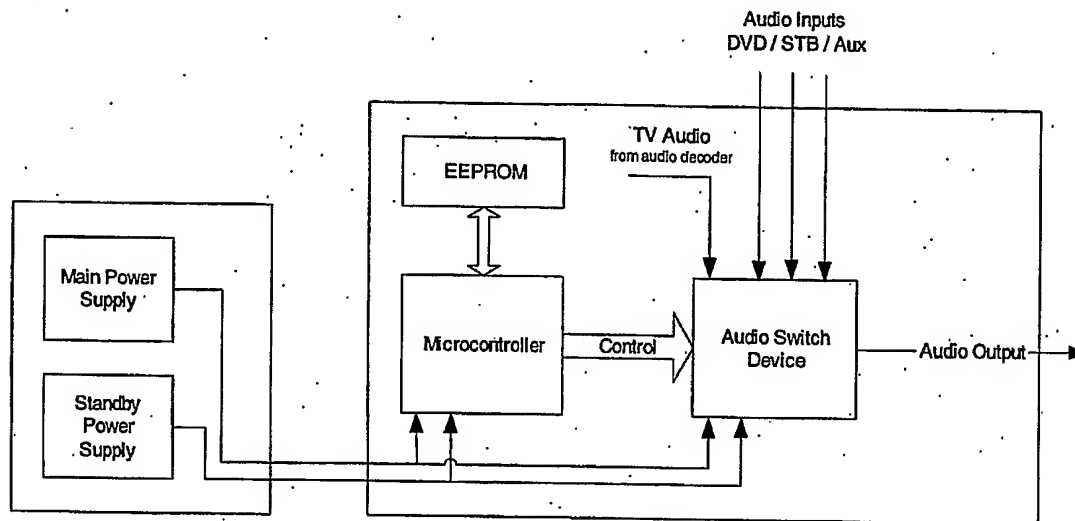 Audio Inputs
DVD / STB / Aux
TV Audio
from audio decoder
EEPROM
Main Power
Supply
Microcontroller
Control
Audio Switch
Device
Audio Output
Standby
Power
Supply